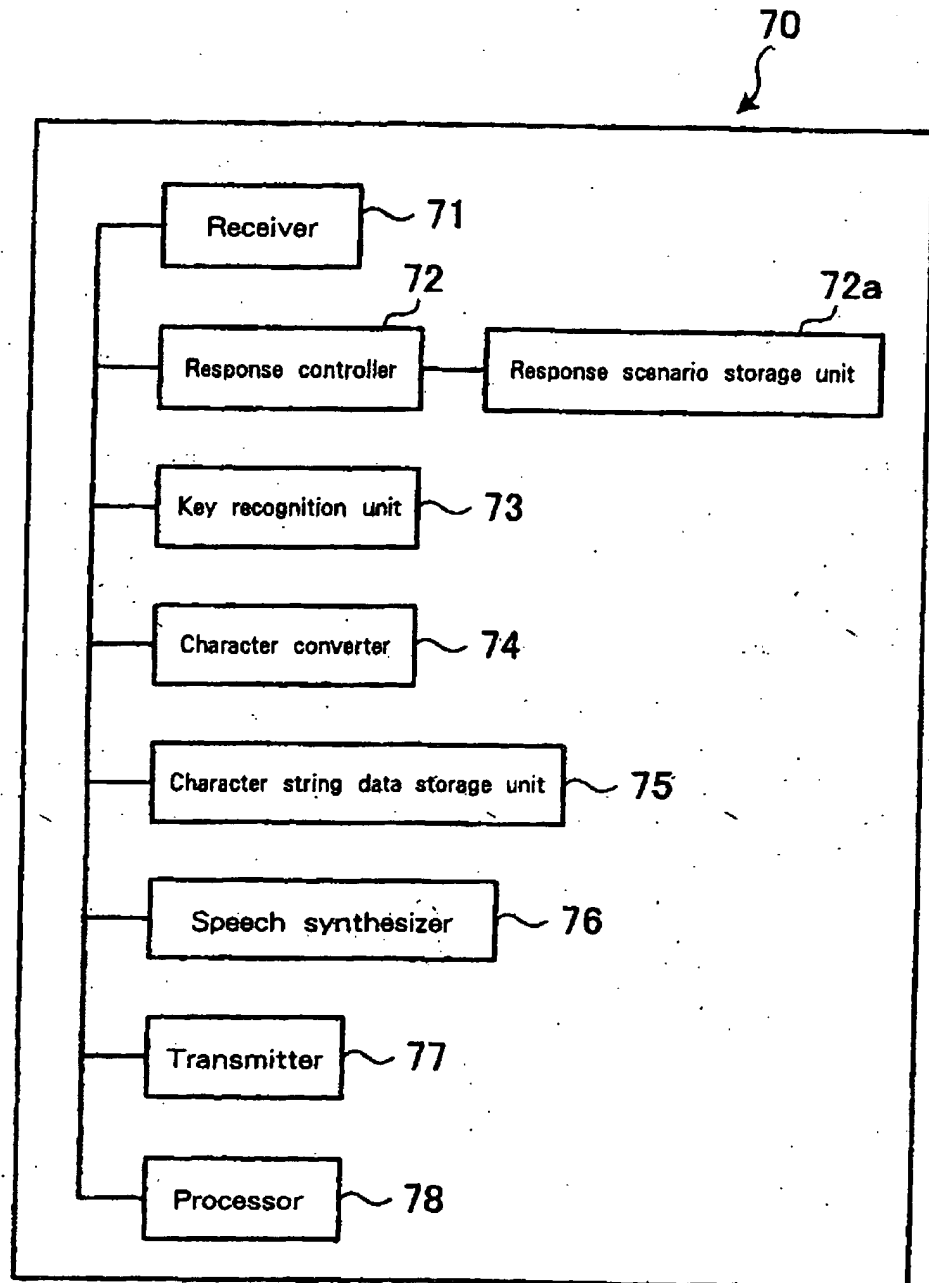 70
Receiver 71
72 72a
Response controller Response scenario storage unit
Key recognition unit 73
Character converter 74
Character string data storage unit 75
Speech synthesizer 76
Transmitter 77
Processor 78